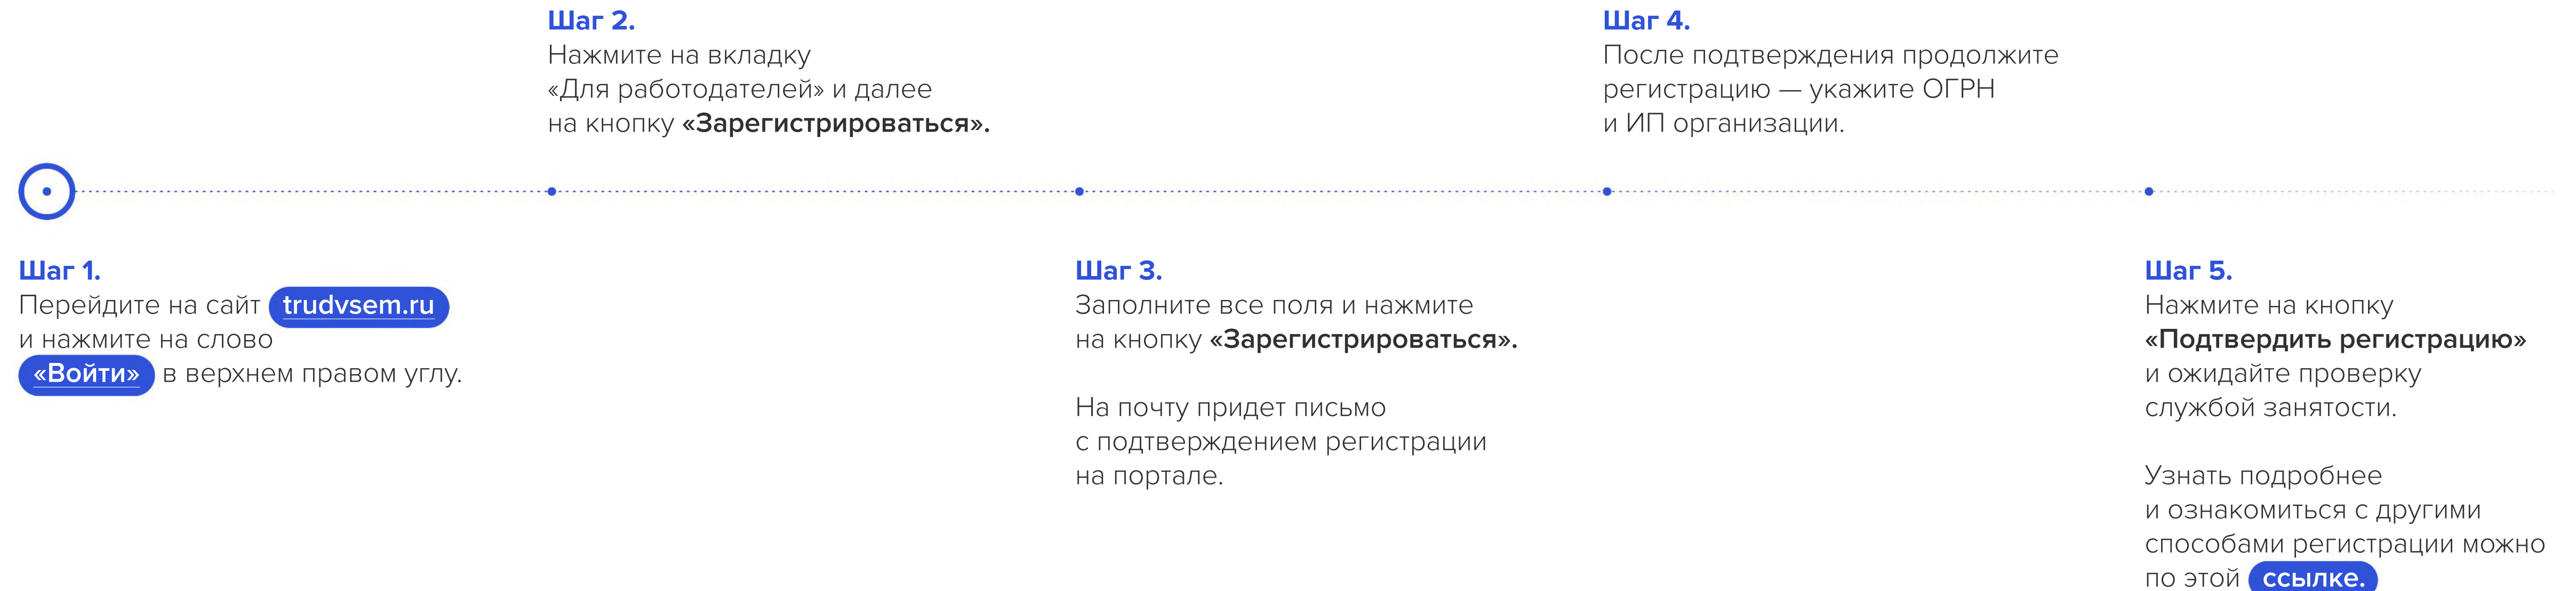 Шаг 1.
Перейдите на сайт trudvsem.ru
и нажмите на слово
«Войти» в верхнем правом углу.
Шаг 2.
Нажмите на вкладку
«Для работодателей» и далее
на кнопку «Зарегистрироваться».
Шаг 3.
Заполните все поля и нажмите
на кнопку «Зарегистрироваться».
На почту придет письмо
с подтверждением регистрации
на портале.
Шаг 4.
После подтверждения продолжите
регистрацию — укажите ОГРН
и ИП организации.
Шаг 5.
Нажмите на кнопку
«Подтвердить регистрацию»
и ожидайте проверку
службой занятости.
Узнать подробнее
и ознакомиться с другими
способами регистрации можно
по этой ссылке.